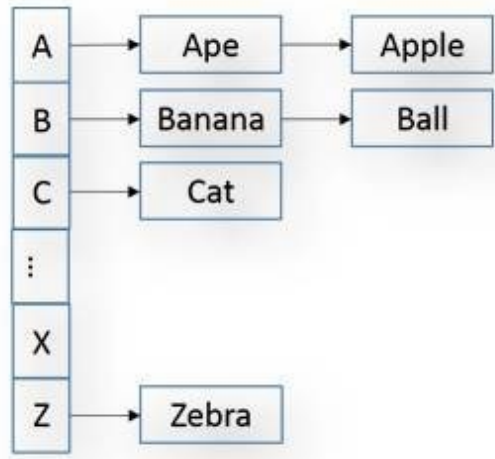 A Ape Apple
B Banana Ball
C Cat
⋮
X
Z Zebra